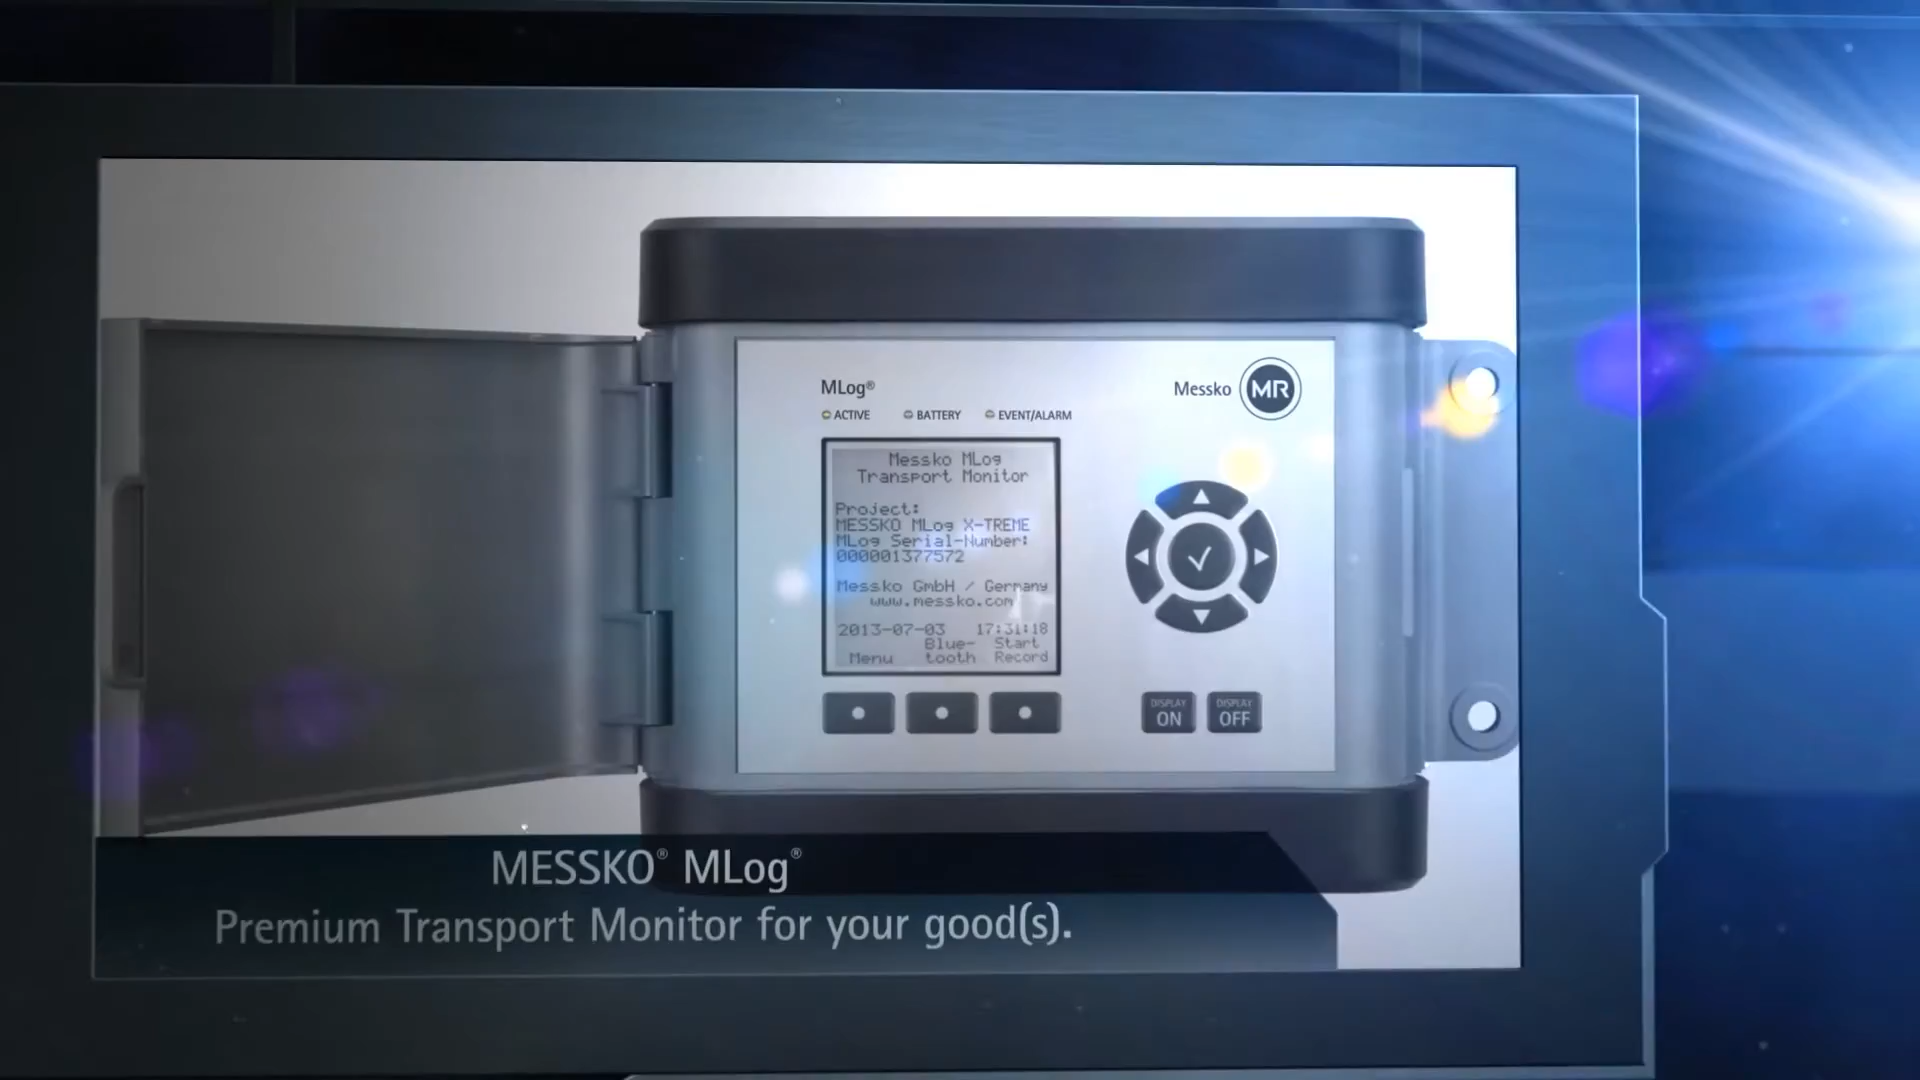 MLog®
Messko MR
ACTIVE BATTERY EVENT/ALARM
Messko MLog
Transport Monitor
Project:
MESSKO MLog X-TREME
MLog Serial-Number:
000001377572
Messko GmbH / Germany
www.messko.com
2013-07-03 17:31:18
Blue- Start
Menu tooth Record
DISPLAY ON
DISPLAY OFF
MESSKO® MLog®
Premium Transport Monitor for your good(s).